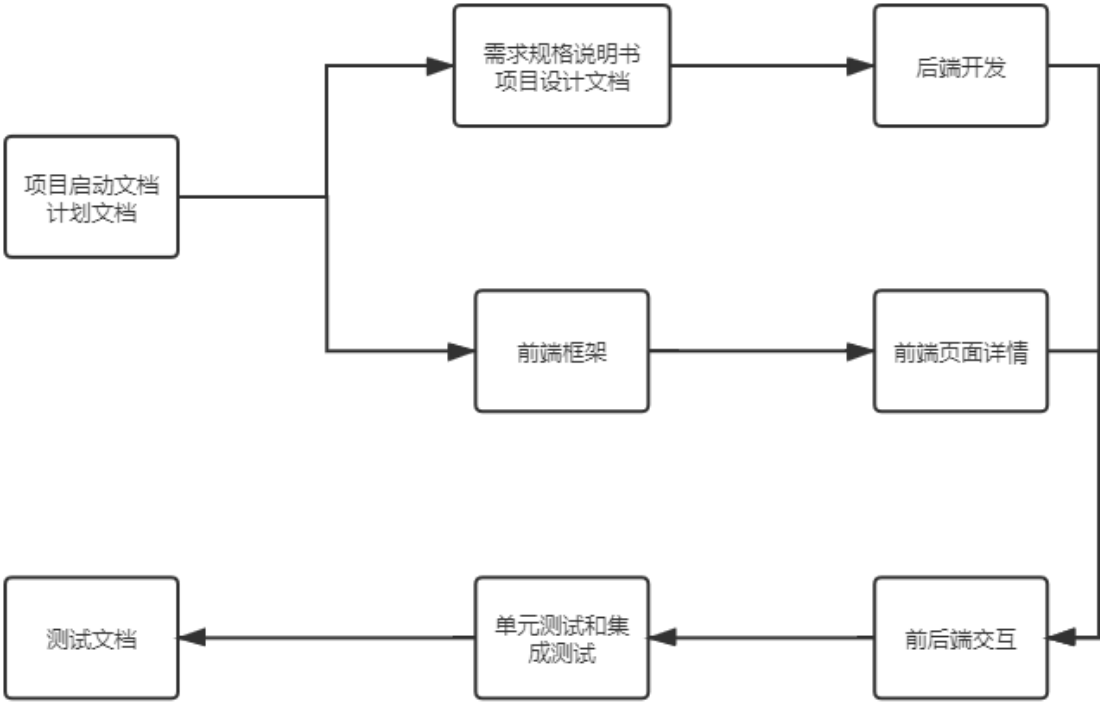 需求规格说明书
项目设计文档
后端开发
项目启动文档
计划文档
前端框架
前端页面详情
测试文档
单元测试和集
成测试
前后端交互